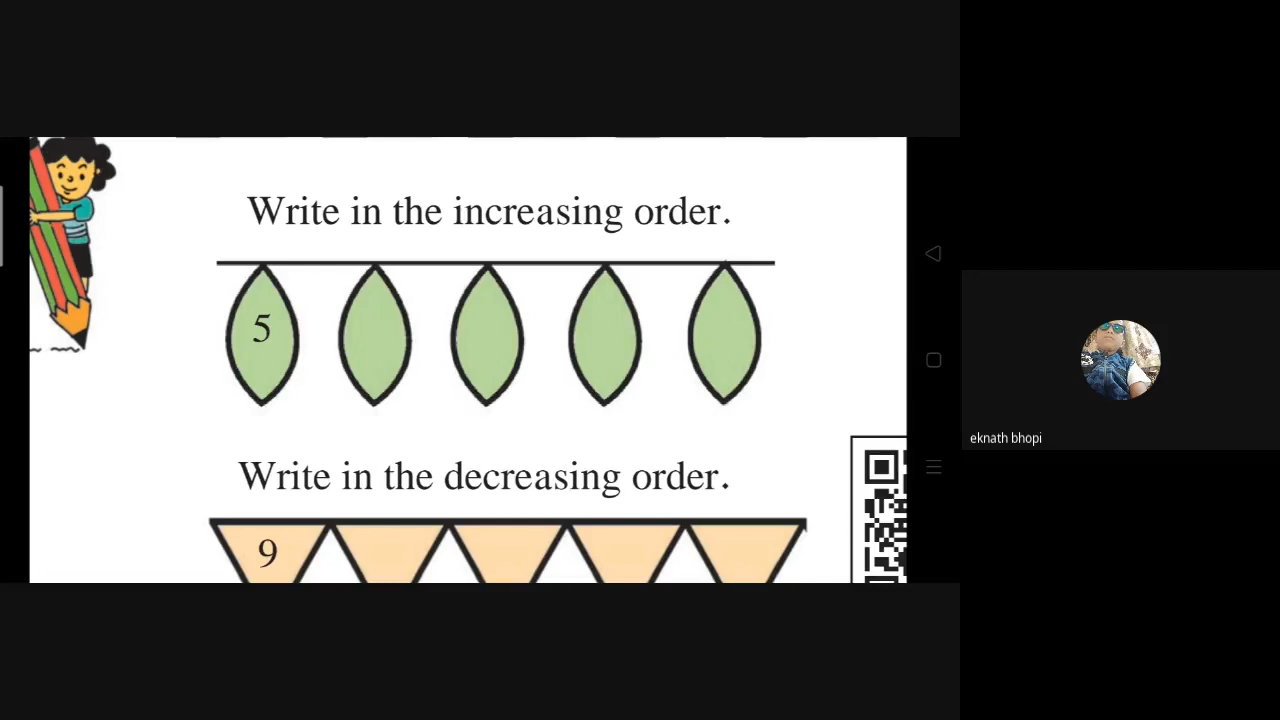 Write in the increasing order.
5
Write in the decreasing order.
9
eknath bhopi